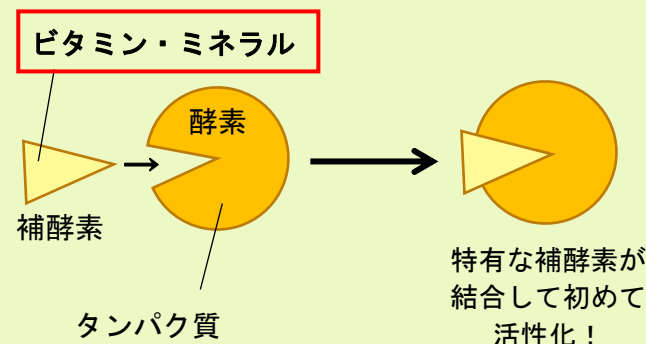 ビタミン・ミネラル
酵素
補酵素
タンパク質
特有な補酵素が
結合して初めて
活性化！